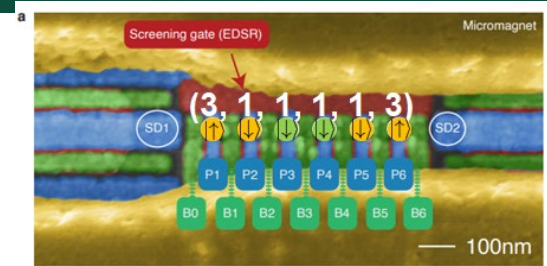 a
Micromagnet
Screening gate (EDSR)
(3, 1, 1, 1, 1, 3)
SD1
SD2
P1 P2 P3 P4 P5 P6
B0 B1 B2 B3 B4 B5 B6
100nm